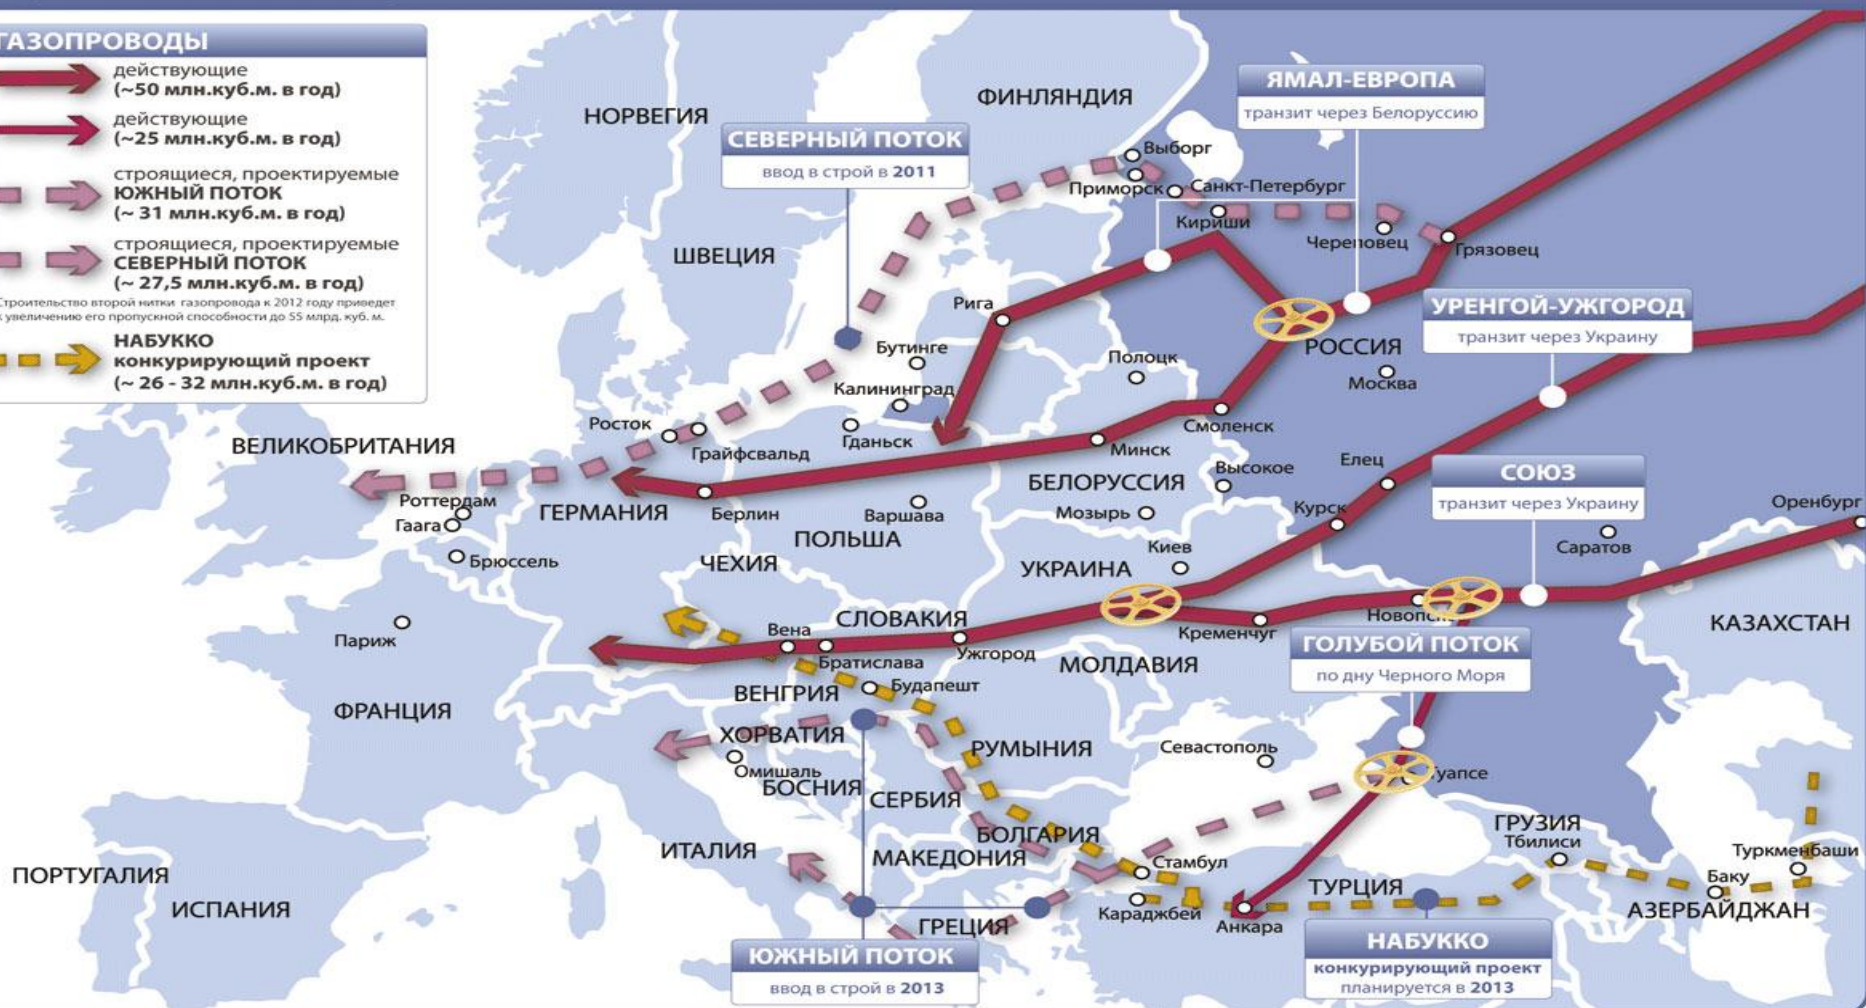 ГАЗОПРОВОДЫ
действующие
(~50 млн.куб.м. в год)
действующие
(~25 млн.куб.м. в год)
строящиеся, проектируемые
ЮЖНЫЙ ПОТОК
(~ 31 млн.куб.м. в год)
строящиеся, проектируемые
СЕВЕРНЫЙ ПОТОК
(~ 27,5 млн.куб.м. в год)
Строительство второй нитки газопровода к 2012 году приведет
к увеличению его пропускной способности до 55 млрд. куб. м.
НАБУККО
конкурирующий проект
(~ 26 - 32 млн.куб.м. в год)
НОРВЕГИЯ
ФИНЛЯНДИЯ
ШВЕЦИЯ
СЕВЕРНЫЙ ПОТОК
ввод в строй в 2011
ЯМАЛ-ЕВРОПА
транзит через Белоруссию
Выборг
Приморск
Санкт-Петербург
Кириши
Череповец
Грязовец
УРЕНГОЙ-УЖГОРОД
транзит через Украину
Рига
РОССИЯ
Москва
Бутинге
Полоцк
Калининград
Росток
Грайфсвальд
Гданьск
Смоленск
Минск
ВЕЛИКОБРИТАНИЯ
Высокое
Елец
СОЮЗ
транзит через Украину
БЕЛОРУССИЯ
Роттердам
Гаага
ГЕРМАНИЯ
Берлин
Варшава
Мозырь
Курск
Оренбург
Саратов
ПОЛЬША
Брюссель
ЧЕХИЯ
УКРАИНА
Киев
Париж
Вена
СЛОВАКИЯ
Братислава
Ужгород
Кременчуг
КАЗАХСТАН
ГОЛУБОЙ ПОТОК
по дну Черного Моря
МОЛДАВИЯ
ВЕНГРИЯ
Будапешт
ФРАНЦИЯ
ХОРВАТИЯ
РУМЫНИЯ
Севастополь
Омишаль
БОСНИЯ
СЕРБИЯ
Туапсе
ИТАЛИЯ
БОЛГАРИЯ
МАКЕДОНИЯ
Стамбул
ГРУЗИЯ
Тбилиси
Туркменбаши
Баку
ПОРТУГАЛИЯ
ИСПАНИЯ
ТУРЦИЯ
АЗЕРБАЙДЖАН
Караджбей
Анкара
ГРЕЦИЯ
ЮЖНЫЙ ПОТОК
ввод в строй в 2013
НАБУККО
конкурирующий проект
планируется в 2013